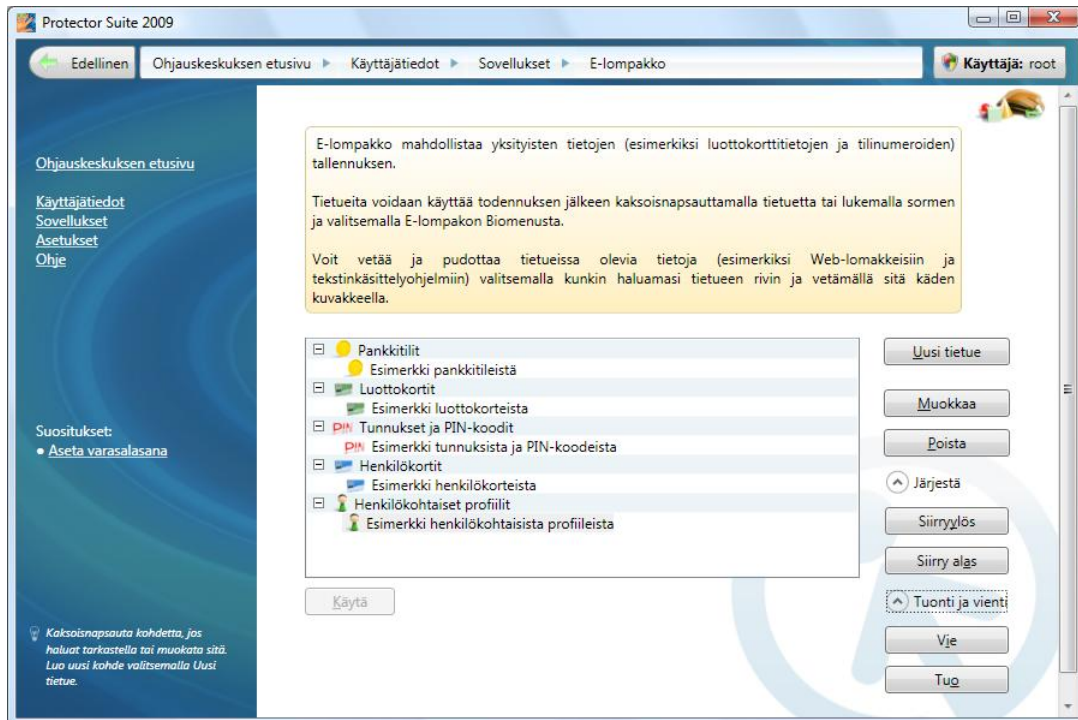 Protector Suite 2009
Edellinen
Ohjauskeskuksen etusivu
Käyttäjätiedot
Sovellukset
E-lompakko
Käyttäjä: root
Ohjauskeskuksen etusivu
Käyttäjätiedot
Sovellukset
Asetukset
Ohje
Suositukset:
Aseta varasalasana
Kaksoisnapsauta kohdetta, jos
haluat tarkastella tai muokata sitä.
Luo uusi kohde valitsemalla Uusi
tietue.
E-lompakko mahdollistaa yksityisten tietojen (esimerkiksi luottokorttitietojen ja tilinumeroiden)
tallennuksen.
Tietueita voidaan käyttää todennuksen jälkeen kaksoisnapsauttamalla tietuetta tai lukemalla sormen
ja valitsemalla E-lompakon Biomenusta.
Voit vetää ja pudottaa tietueissa olevia tietoja (esimerkiksi Web-lomakkeisiin ja
tekstinkäsittelyohjelmiin) valitsemalla kunkin haluamasi tietueen rivin ja vetämällä sitä käden
kuvakkeella.
Pankkitilit
Esimerkki pankkitileistä
Luottokortit
Esimerkki luottokorteista
PIN Tunnukset ja PIN-koodit
PIN Esimerkki tunnuksista ja PIN-koodeista
Henkilökortit
Esimerkki henkilökorteista
Henkilökohtaiset profiilit
Esimerkki henkilökohtaisista profiileista
Käytä
Uusi tietue
Muokkaa
Poista
Järjestä
Siirryylös
Siirry alas
Tuonti ja vienti
Vie
Tuo